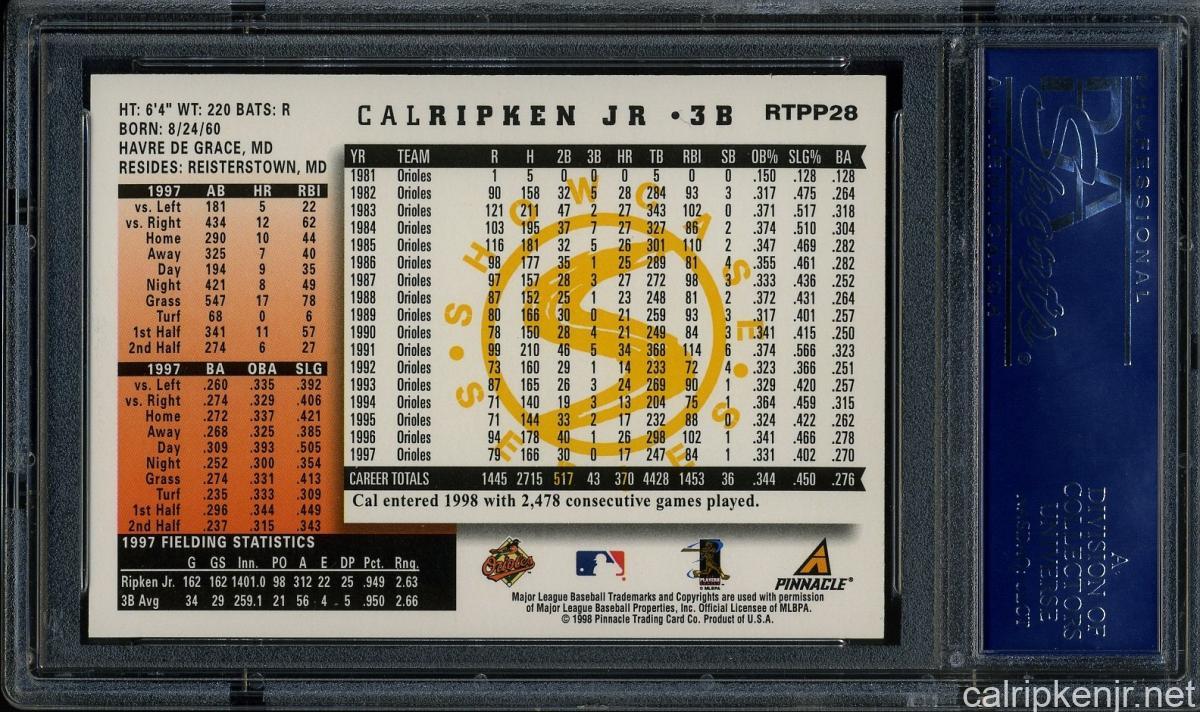 HT: 6'4" WT: 220 BATS: R
BORN: 8/24/60
HAVRE DE GRACE, MD
RESIDES: REISTERSTOWN, MD
CALRIPKEN JR • 3B
RTPP28
1997 AB HR RBI
vs. Left 181 5 22
vs. Right 434 12 62
Home 290 10 44
Away 325 7 40
Day 194 9 35
Night 421 8 49
Grass 547 17 78
Turf 68 0 6
1st Half 341 11 57
2nd Half 274 6 27
1997 BA OBA SLG
vs. Left .260 .335 .392
vs. Right .274 .329 .406
Home .272 .337 .421
Away .268 .325 .385
Day .309 .393 .505
Night .252 .300 .354
Grass .274 .331 .413
Turf .235 .333 .309
1st Half .296 .344 .449
2nd Half .237 .315 .343
YR TEAM R H 2B 3B HR TB RBI SB OB% SLG% BA
1981 Orioles 1 5 0 0 0 5 0 0 .150 .128 .128
1982 Orioles 90 158 32 5 28 284 93 3 .317 .475 .264
1983 Orioles 121 211 47 2 27 343 102 0 .371 .517 .318
1984 Orioles 103 195 37 7 27 327 86 2 .374 .510 .304
1985 Orioles 116 181 32 5 26 301 110 2 .347 .469 .282
1986 Orioles 98 177 35 1 25 289 81 4 .355 .461 .282
1987 Orioles 97 157 28 3 27 272 98 3 .333 .436 .252
1988 Orioles 87 152 25 1 23 248 81 2 .372 .431 .264
1989 Orioles 80 166 30 0 21 259 93 3 .317 .401 .257
1990 Orioles 78 150 28 4 21 249 84 3 .341 .415 .250
1991 Orioles 99 210 46 5 34 368 114 6 .374 .566 .323
1992 Orioles 73 160 29 1 14 233 72 4 .323 .366 .251
1993 Orioles 87 165 26 3 24 269 90 1 .329 .420 .257
1994 Orioles 71 140 19 3 13 204 75 1 .364 .459 .315
1995 Orioles 71 144 33 2 17 232 88 0 .324 .422 .262
1996 Orioles 94 178 40 1 26 298 102 1 .341 .466 .278
1997 Orioles 79 166 30 0 17 247 84 1 .331 .402 .270
CAREER TOTALS 1445 2715 517 43 370 4428 1453 36 .344 .450 .276
Cal entered 1998 with 2,478 consecutive games played.
S • SHOWCASE • SE
1997 FIELDING STATISTICS
G GS Inn. PO A E DP Pct. Rng.
Ripken Jr. 162 162 1401.0 98 312 22 25 .949 2.63
3B Avg 34 29 259.1 21 56 4 5 .950 2.66
Orioles
PLAYERS
© MLBPA
PINNACLE®
Major League Baseball Trademarks and Copyrights are used with permission
of Major League Baseball Properties, Inc. Official Licensee of MLBPA.
© 1998 Pinnacle Trading Card Co. Product of U.S.A.
PROFESSIONAL
PSA
Sports
®
A
DIVISION OF
COLLECTORS
UNIVERSE
calripkenjr.net